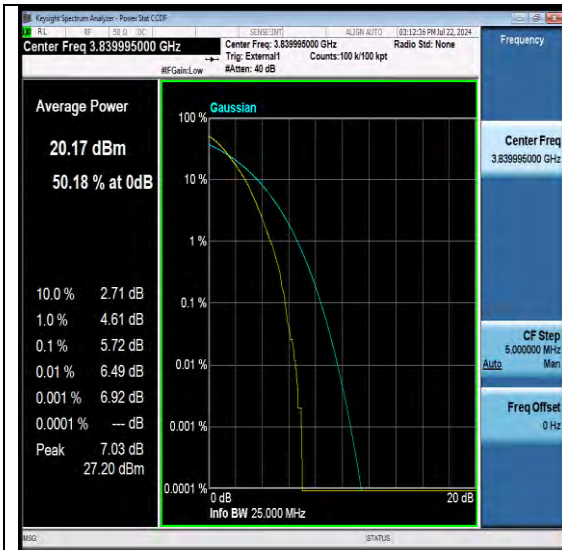 Keysight Spectrum Analyzer - Power Stat CCDF
RL RF 50 Ω DC SENSE:INT ALIGN AUTO 03:12:36 PM Jul 22, 2024
Center Freq 3.839995000 GHz
Center Freq: 3.839995000 GHz Radio Std: None
Trig: External1 Counts:100 k/100 kpt
#IFGain:Low #Atten: 40 dB
Frequency
Average Power
20.17 dBm
50.18 % at 0dB
10.0 % 2.71 dB
1.0 % 4.61 dB
0.1 % 5.72 dB
0.01 % 6.49 dB
0.001 % 6.92 dB
0.0001 % --- dB
Peak 7.03 dB
27.20 dBm
Gaussian
100 %
10 %
1 %
0.1 %
0.01 %
0.001 %
0.0001 %
0 dB 20 dB
Info BW 25.000 MHz
Center Freq
3.839995000 GHz
CF Step
5.000000 MHz
Auto Man
Freq Offset
0 Hz
MSG STATUS